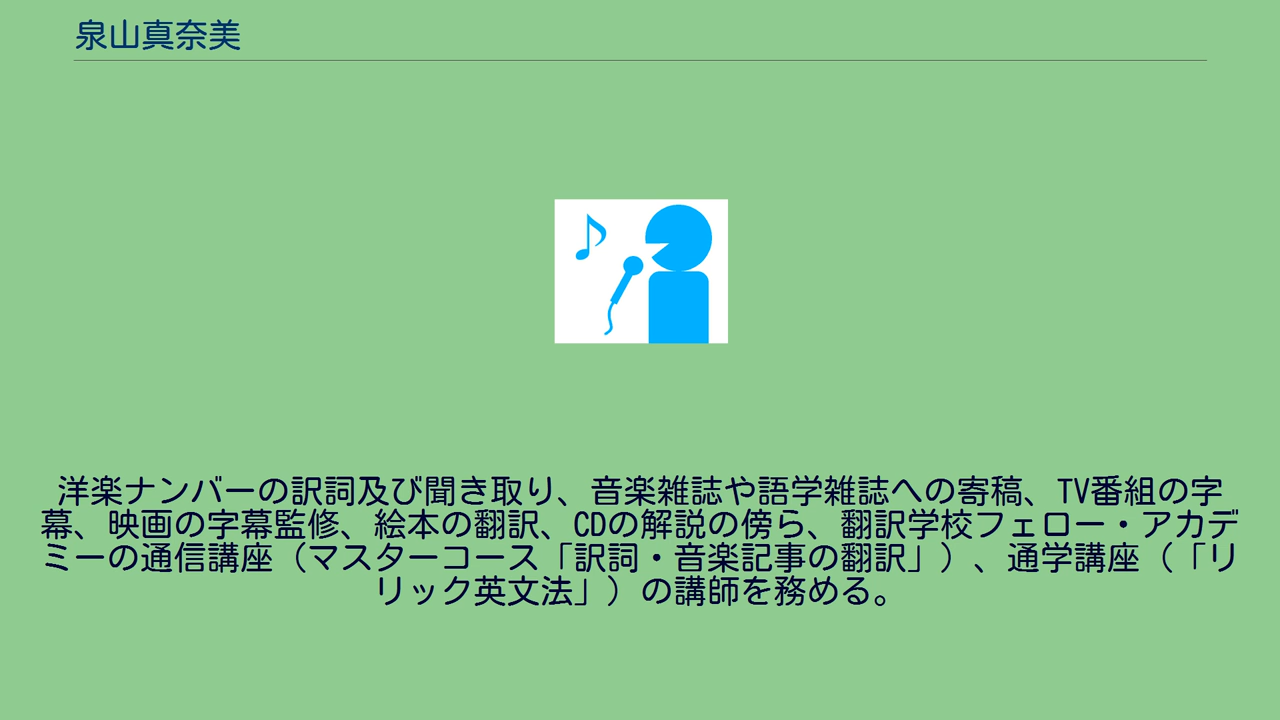 泉山真奈美
洋楽ナンバーの訳詞及び聞き取り、音楽雑誌や語学雑誌への寄稿、TV番組の字
幕、映画の字幕監修、絵本の翻訳、CDの解説の傍ら、翻訳学校フェロー・アカデ
ミーの通信講座（マスターコース「訳詞・音楽記事の翻訳」）、通学講座（「リ
リック英文法」）の講師を務める。